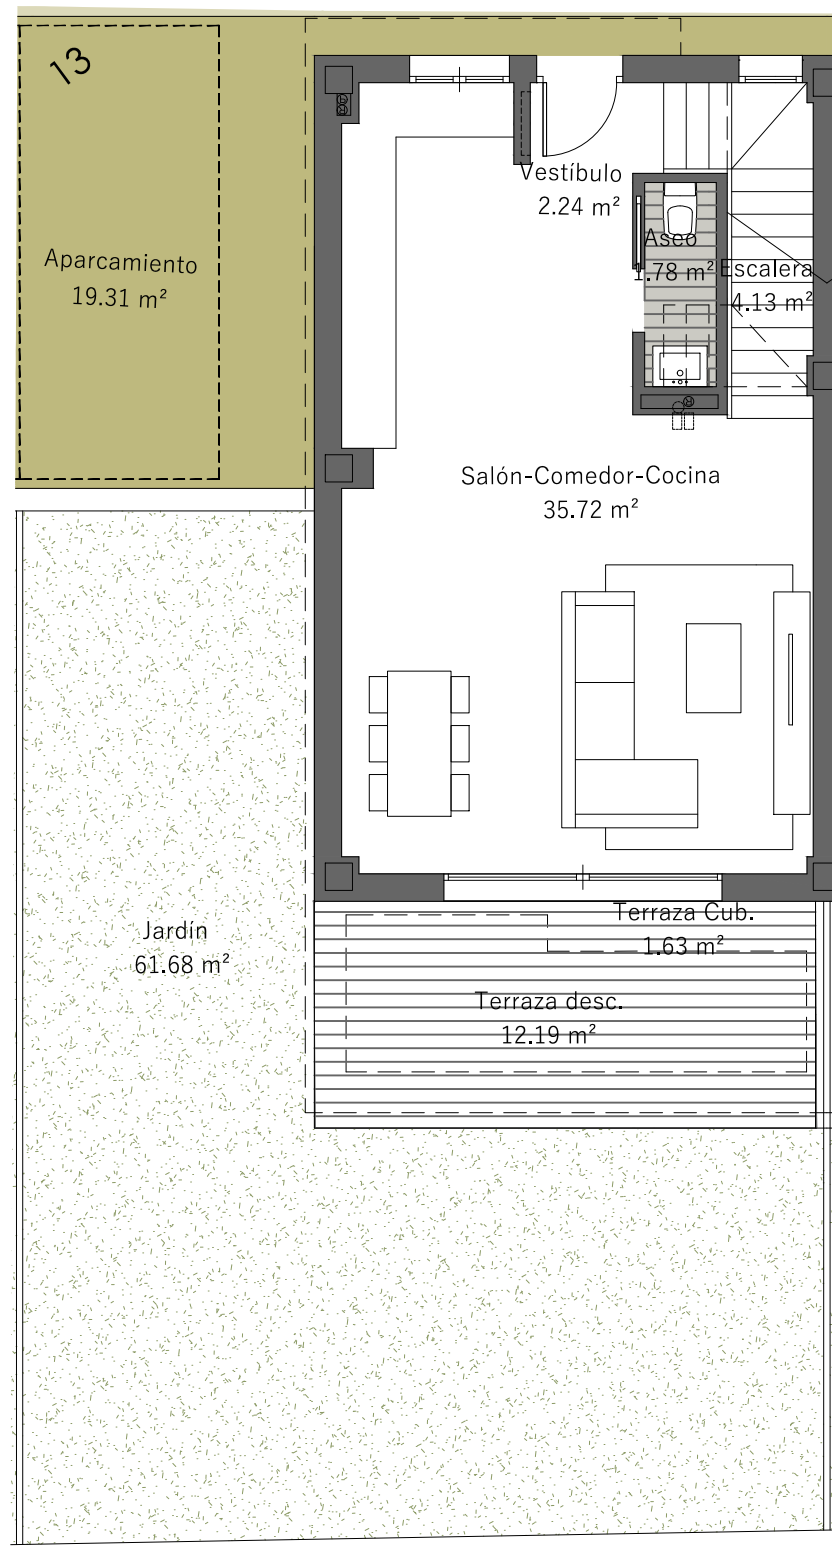 13
Aparcamiento
19.31 m²
Vestíbulo
2.24 m²
Aseo
1.78 m²
Escalera
4.13 m²
Salón-Comedor-Cocina
35.72 m²
Jardín
61.68 m²
Terraza Cub.
1.63 m²
Terraza desc.
12.19 m²